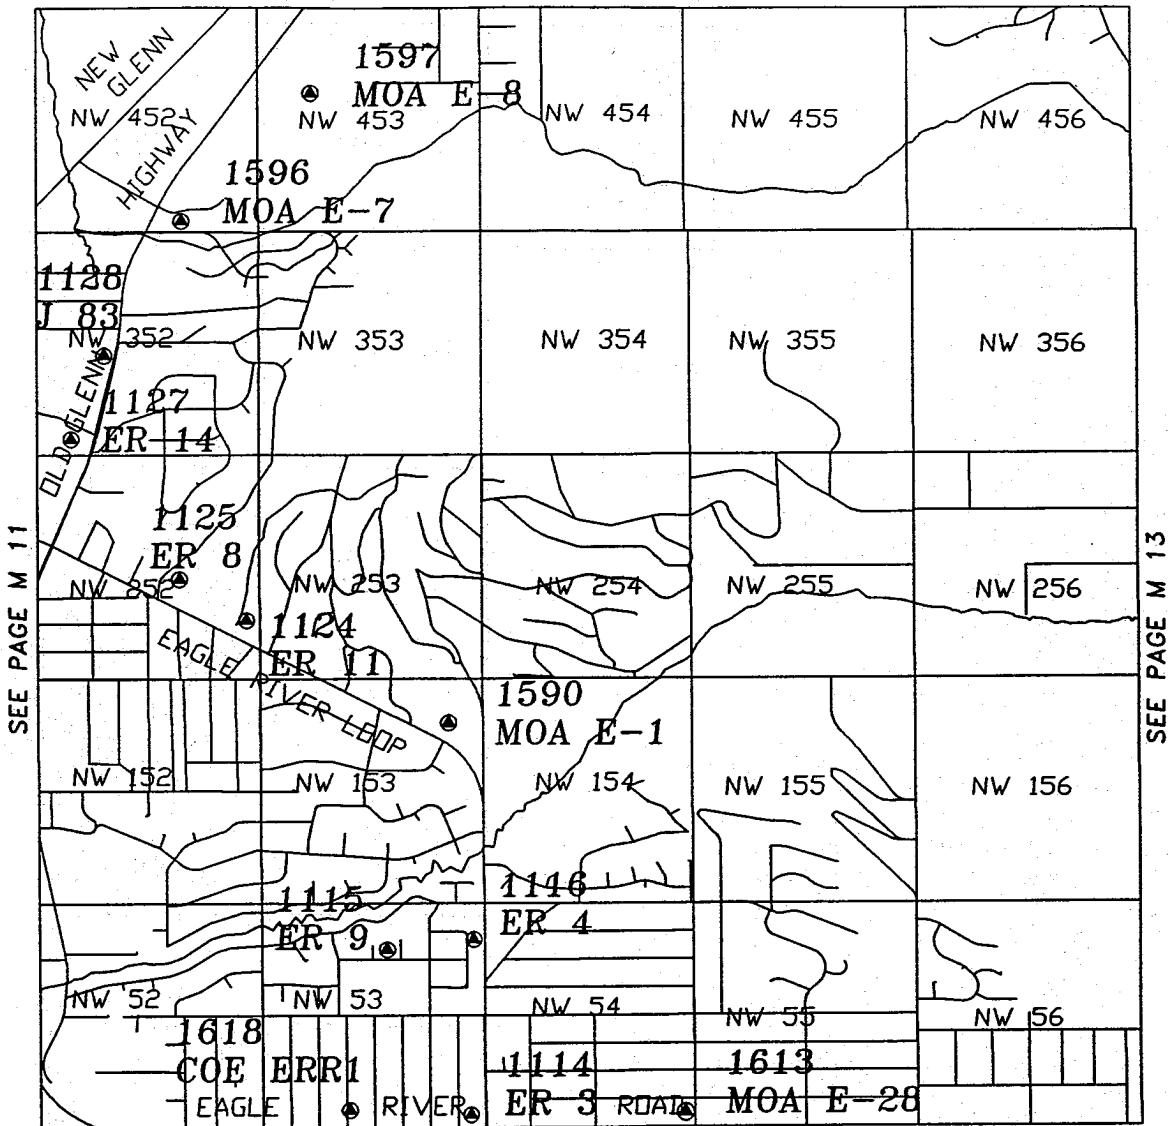 NEW
GLENN
HIGHWAY
1597
MOA E-8
NW 452
NW 453
NW 454
NW 455
NW 456
1596
MOA E-7
1128
J 83
NW 352
NW 353
NW 354
NW 355
NW 356
OLD GLENN
1127
ER 14
1125
ER 8
NW 252
NW 253
NW 254
NW 255
NW 256
1124
ER 11
EAGLE RIVER LOOP
1590
MOA E-1
SEE PAGE M 11
SEE PAGE M 13
NW 152
NW 153
NW 154
NW 155
NW 156
1115
ER 9
1116
ER 4
NW 52
NW 53
NW 54
NW 55
NW 56
1618
COE ERR1
1114
ER 3
1613
MOA E-28
EAGLE RIVER ROAD